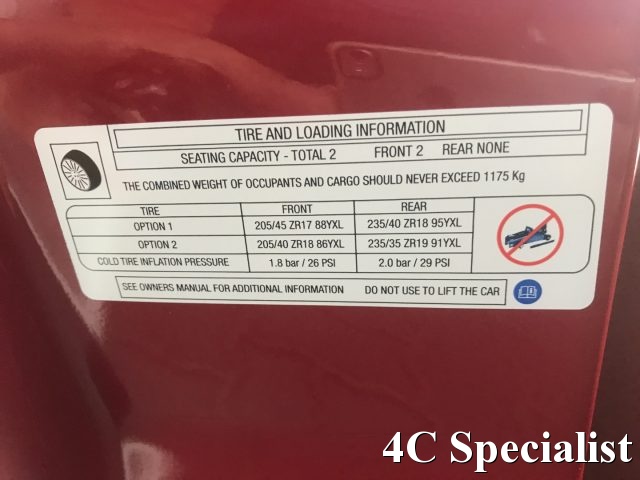 TIRE AND LOADING INFORMATION
SEATING CAPACITY - TOTAL 2 FRONT 2 REAR NONE
THE COMBINED WEIGHT OF OCCUPANTS AND CARGO SHOULD NEVER EXCEED 1175 Kg
TIRE FRONT REAR
OPTION 1 205/45 ZR17 88YXL 235/40 ZR18 95YXL
OPTION 2 205/40 ZR18 86YXL 235/35 ZR19 91YXL
COLD TIRE INFLATION PRESSURE 1.8 bar / 26 PSI 2.0 bar / 29 PSI
SEE OWNERS MANUAL FOR ADDITIONAL INFORMATION DO NOT USE TO LIFT THE CAR
4C Specialist